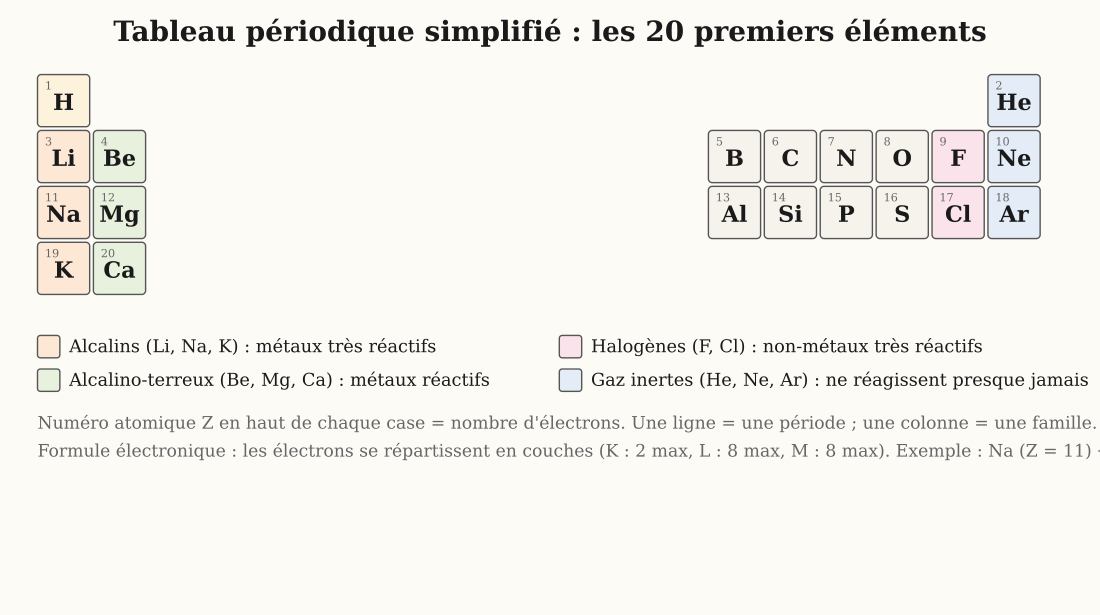 Tableau périodique simplifié : les 20 premiers éléments
1 2
H He
3 4 5 6 7 8 9 10
Li Be B C N O F Ne
11 12 13 14 15 16 17 18
Na Mg Al Si P S Cl Ar
19 20
K Ca
Alcalins (Li, Na, K) : métaux très réactifs Halogènes (F, Cl) : non-métaux très réactifs
Alcalino-terreux (Be, Mg, Ca) : métaux réactifs Gaz inertes (He, Ne, Ar) : ne réagissent presque jamais
Numéro atomique Z en haut de chaque case = nombre d'électrons. Une ligne = une période ; une colonne = une famille.
Formule électronique : les électrons se répartissent en couches (K : 2 max, L : 8 max, M : 8 max). Exemple : Na (Z = 11)